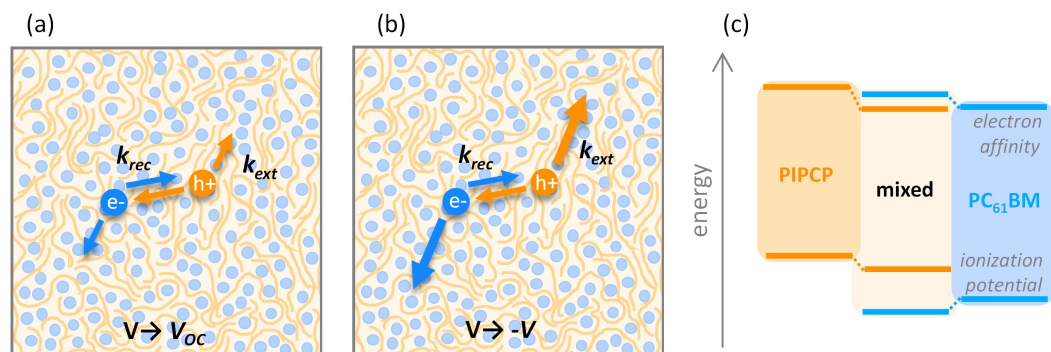 (a)
k_rec
k_ext
e-
h+
V→ V_OC
(b)
k_rec
k_ext
e-
h+
V→ -V
(c)
energy
PIPCP
mixed
electron
affinity
PC₆₁BM
ionization
potential